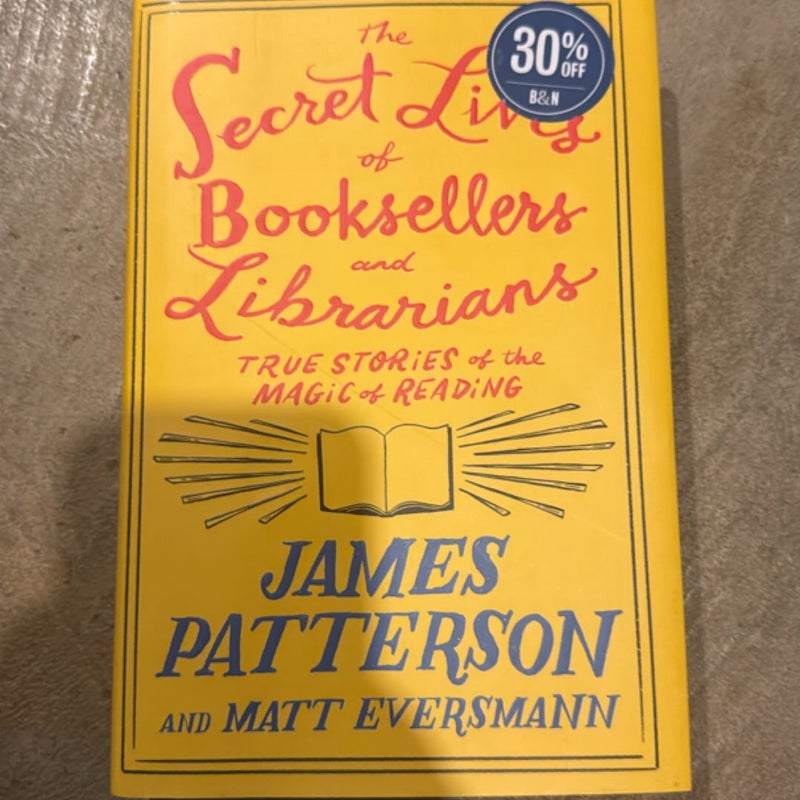 the
30%
OFF
B&N
Secret Lives
of
Booksellers
and
Librarians
TRUE STORIES of the
MAGIC of READING
JAMES
PATTERSON
AND MATT EVERSMANN